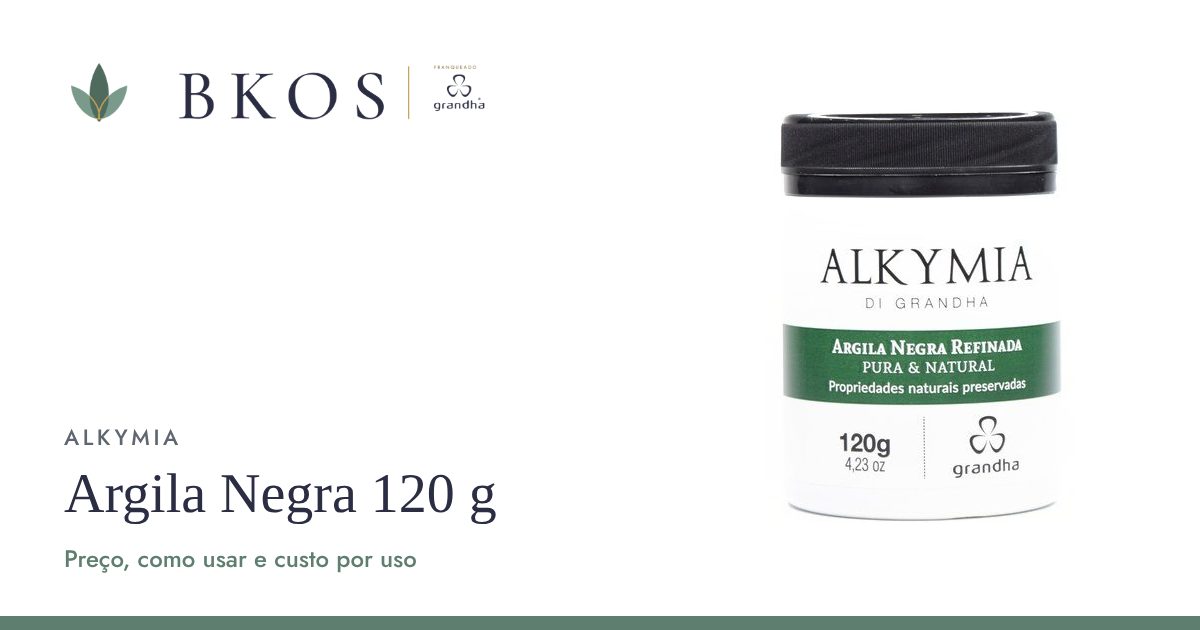 BKOS
FRANQUEADO
grandha
ALKYMIA
DI GRANDHA
ARGILA NEGRA REFINADA
PURA & NATURAL
Propriedades naturais preservadas
120g
4,23 oz
grandha
ALKYMIA
Argila Negra 120 g
Preço, como usar e custo por uso